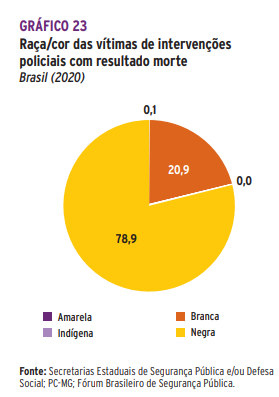 GRÁFICO 23
Raça/cor das vítimas de intervenções
policiais com resultado morte
Brasil (2020)
0,1
20,9
0,0
78,9
Amarela
Branca
Indígena
Negra
Fonte: Secretarias Estaduais de Segurança Pública e/ou Defesa
Social; PC-MG; Fórum Brasileiro de Segurança Pública.